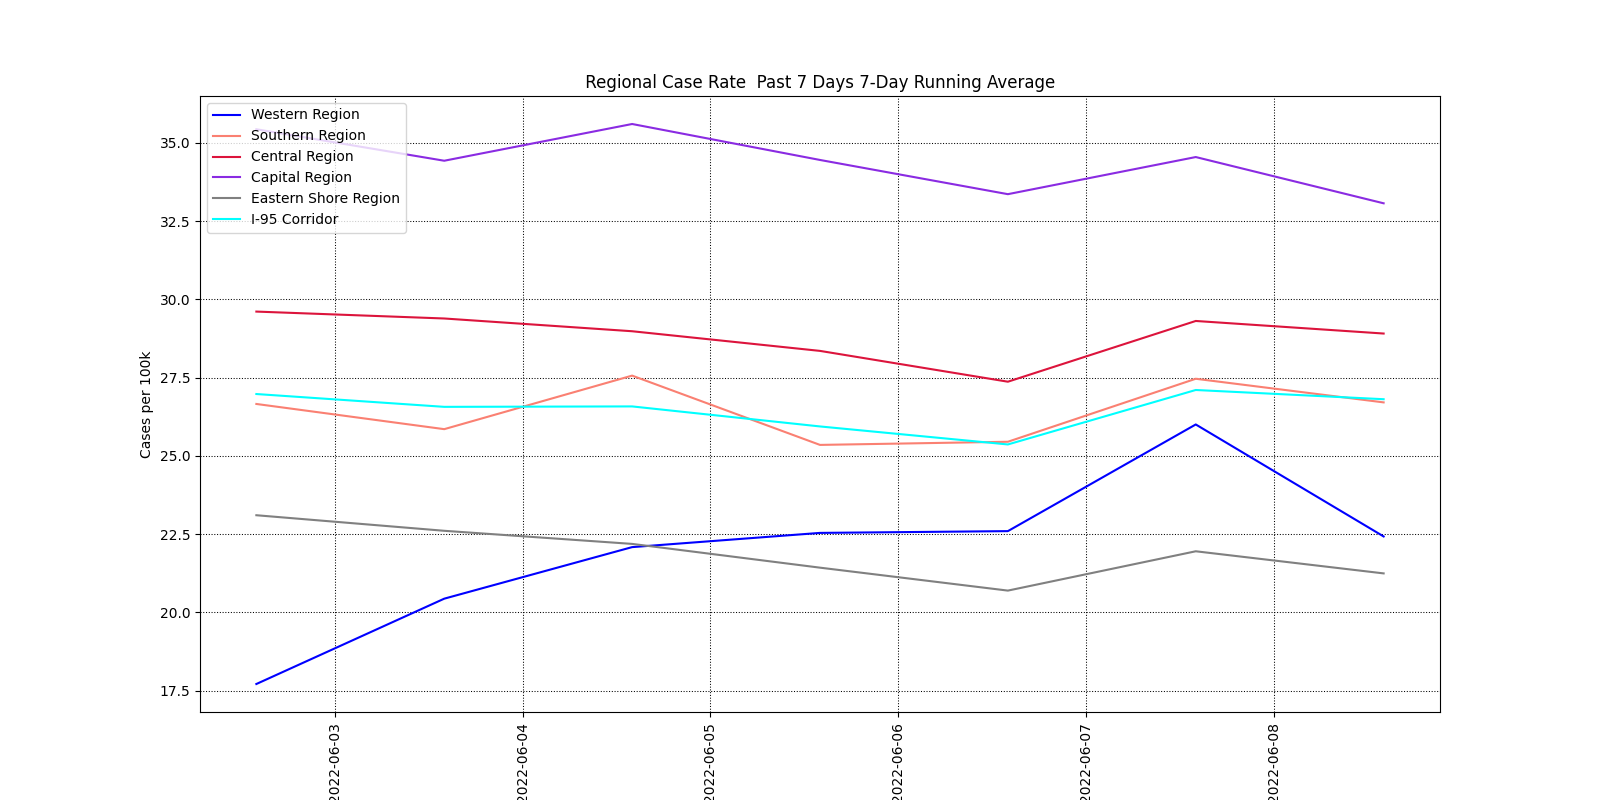 Regional Case Rate  Past 7 Days 7-Day Running Average
Western Region
Southern Region
Central Region
Capital Region
Eastern Shore Region
I-95 Corridor
Cases per 100k
35.0
32.5
30.0
27.5
25.0
22.5
20.0
17.5
2022-06-03
2022-06-04
2022-06-05
2022-06-06
2022-06-07
2022-06-08